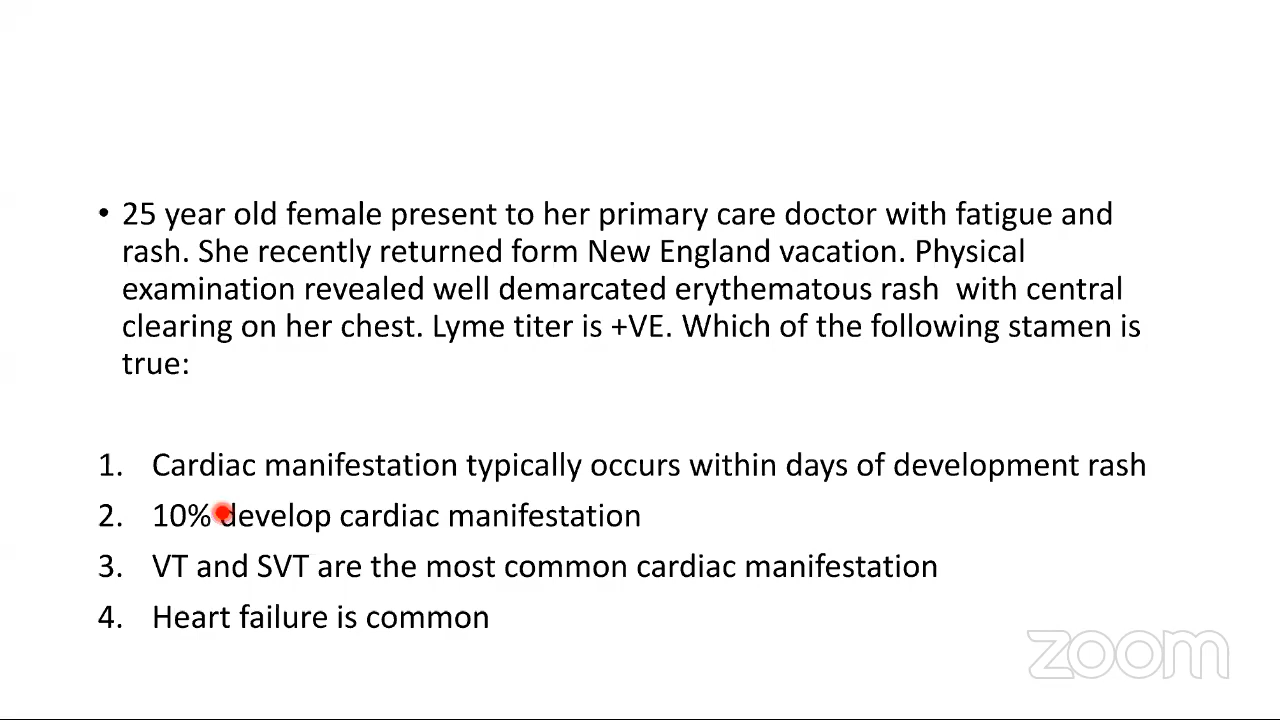 • 25 year old female present to her primary care doctor with fatigue and
rash. She recently returned form New England vacation. Physical
examination revealed well demarcated erythematous rash  with central
clearing on her chest. Lyme titer is +VE. Which of the following stamen is
true:
1. Cardiac manifestation typically occurs within days of development rash
2. 10% develop cardiac manifestation
3. VT and SVT are the most common cardiac manifestation
4. Heart failure is common
zoom